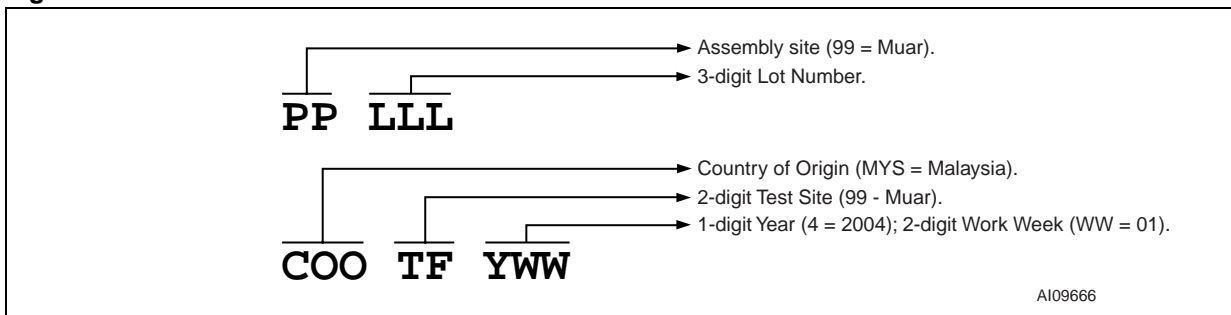 Assembly site (99 = Muar).
3-digit Lot Number.
PP LLL
Country of Origin (MYS = Malaysia).
2-digit Test Site (99 - Muar).
1-digit Year (4 = 2004); 2-digit Work Week (WW = 01).
COO TF YWW
AI09666